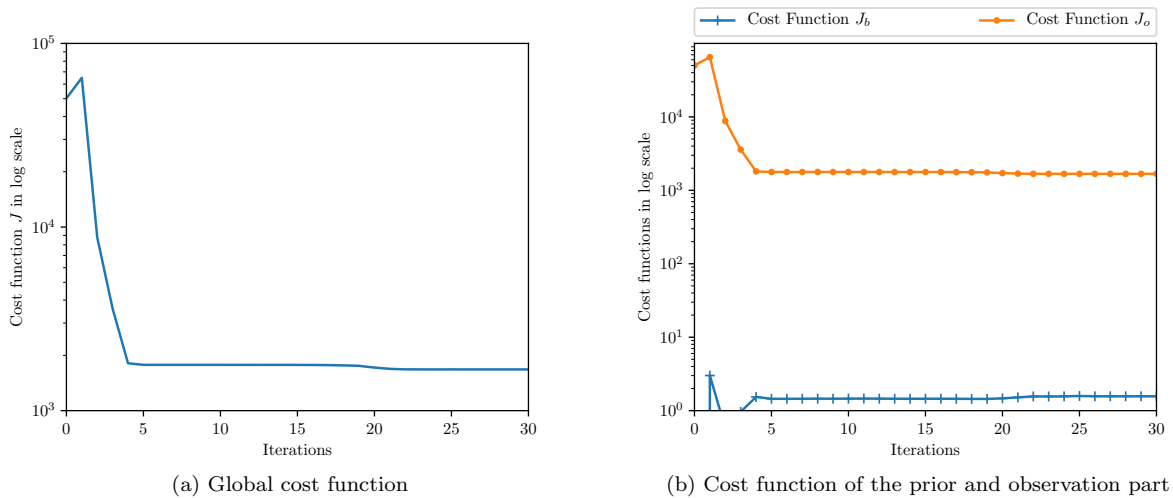 Cost function J in log scale
10^5
10^4
10^3
0 5 10 15 20 25 30
Iterations
(a) Global cost function
Cost Function J_b Cost Function J_o
Cost functions in log scale
10^4
10^3
10^2
10^1
10^0
0 5 10 15 20 25 30
Iterations
(b) Cost function of the prior and observation part